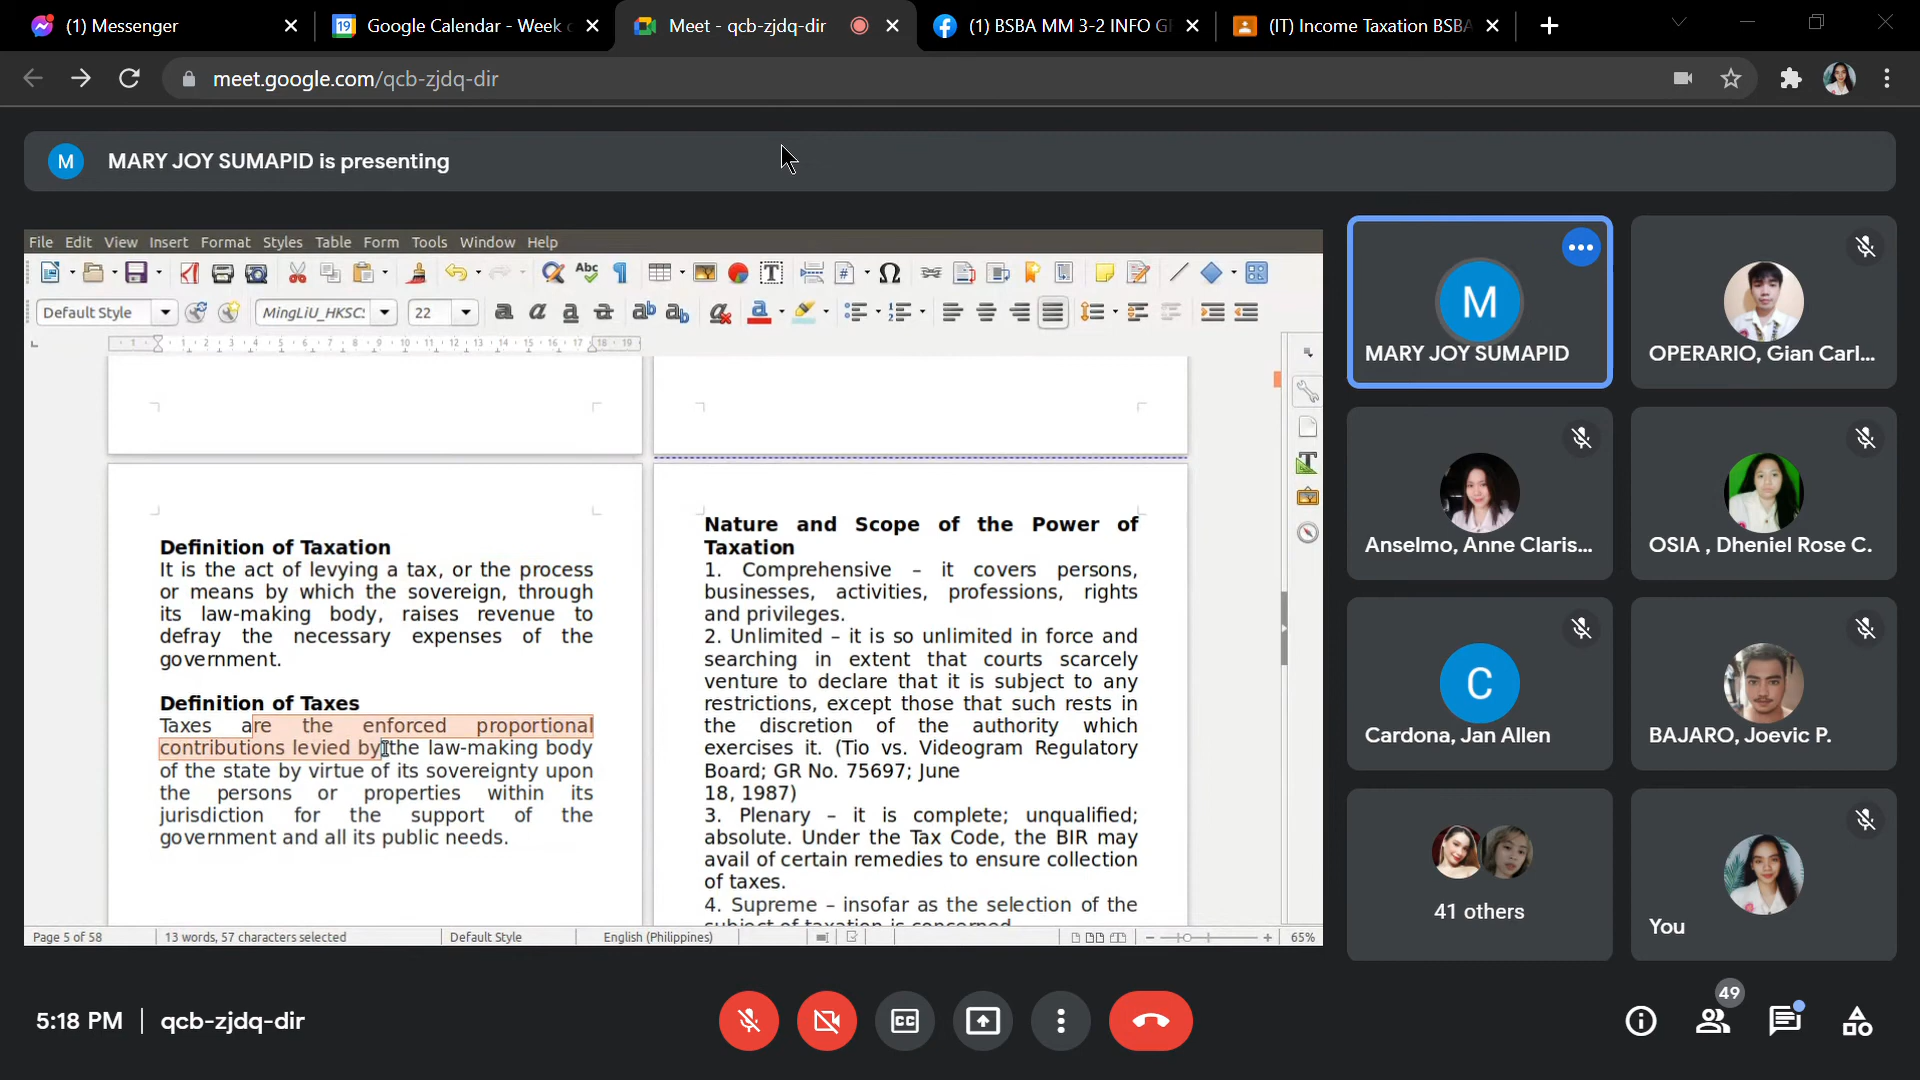 (1) Messenger
Google Calendar - Week
19
Meet - qcb-zjdq-dir
(1) BSBA MM 3-2 INFO G
(IT) Income Taxation BSBA
meet.google.com/qcb-zjdq-dir
M
MARY JOY SUMAPID is presenting
File Edit View Insert Format Styles Table Form Tools Window Help
Default Style
MingLiU_HKSC:
22
Definition of Taxation
It is the act of levying a tax, or the process
or means by which the sovereign, through
its law-making body, raises revenue to
defray the necessary expenses of the
government.
Definition of Taxes
Taxes are the enforced proportional
contributions levied by the law-making body
of the state by virtue of its sovereignty upon
the persons or properties within its
jurisdiction for the support of the
government and all its public needs.
Nature and Scope of the Power of
Taxation
1. Comprehensive – it covers persons,
businesses, activities, professions, rights
and privileges.
2. Unlimited – it is so unlimited in force and
searching in extent that courts scarcely
venture to declare that it is subject to any
restrictions, except those that such rests in
the discretion of the authority which
exercises it. (Tio vs. Videogram Regulatory
Board; GR No. 75697; June
18, 1987)
3. Plenary – it is complete; unqualified;
absolute. Under the Tax Code, the BIR may
avail of certain remedies to ensure collection
of taxes.
4. Supreme – insofar as the selection of the
subject of taxation is concerned
Page 5 of 58
13 words, 57 characters selected
Default Style
English (Philippines)
65%
M
MARY JOY SUMAPID
OPERARIO, Gian Carl...
Anselmo, Anne Claris...
OSIA , Dheniel Rose C.
C
Cardona, Jan Allen
BAJARO, Joevic P.
41 others
You
5:18 PM
qcb-zjdq-dir
CC
49